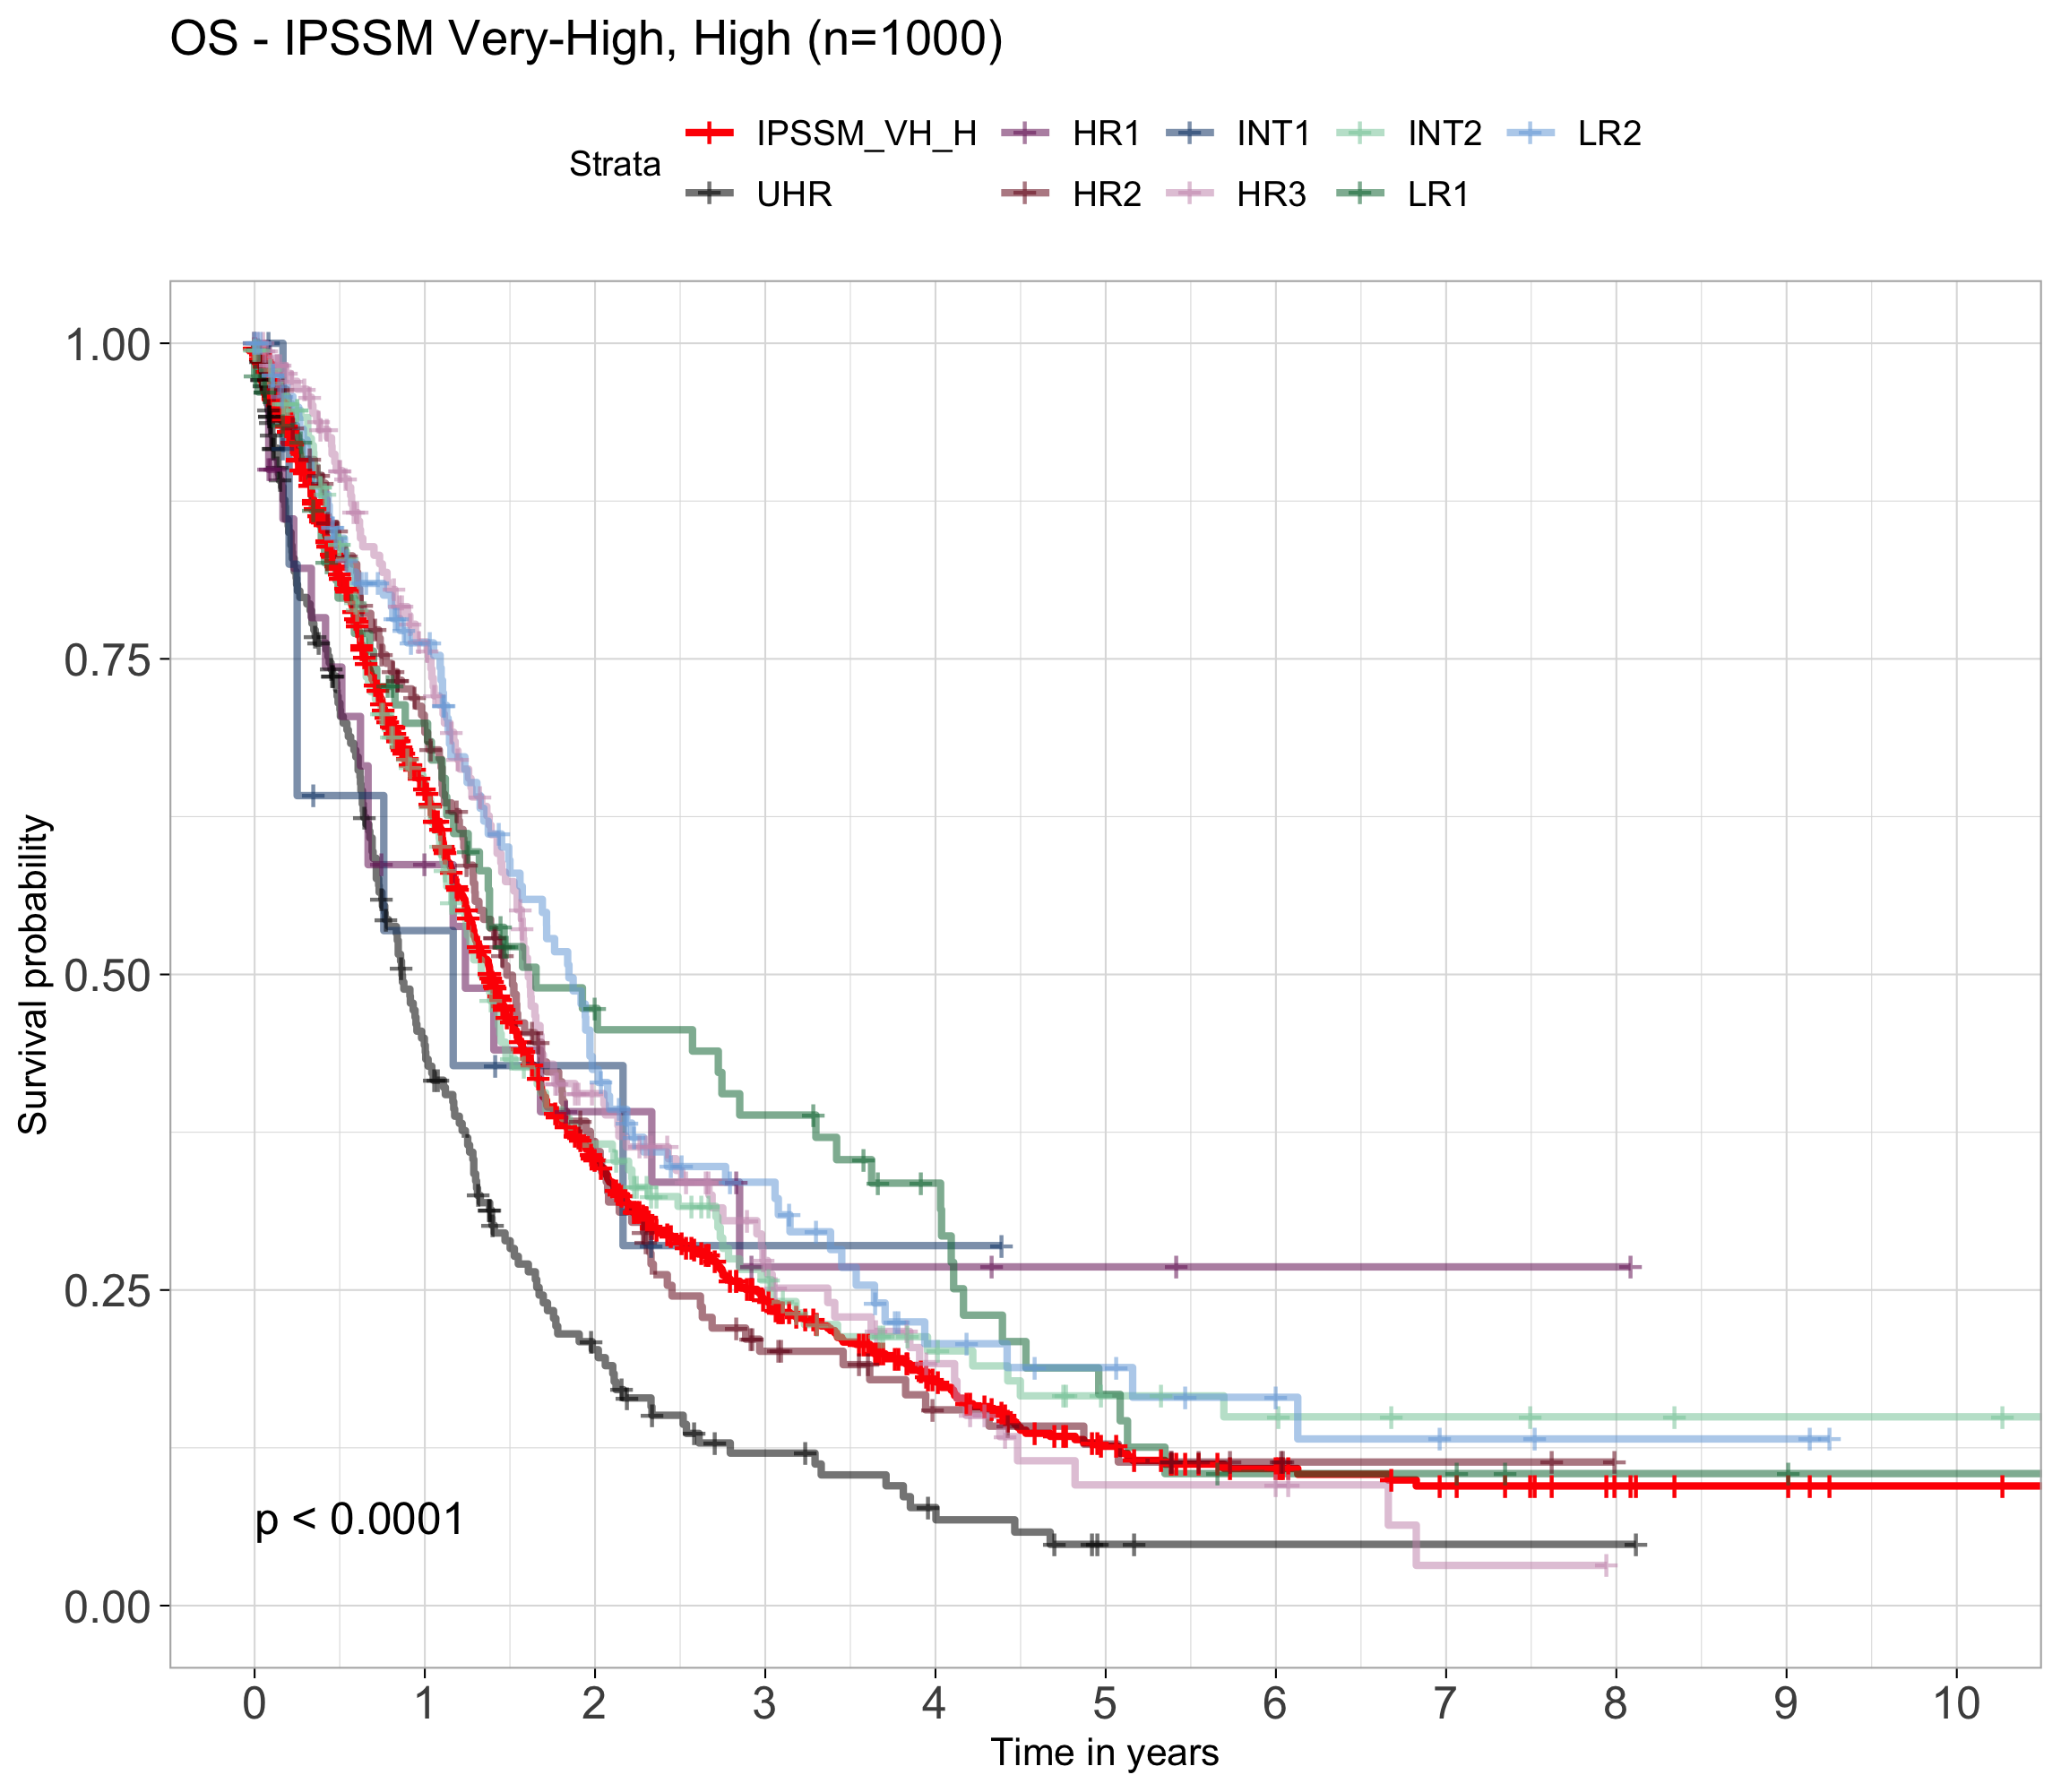 OS - IPSSM Very-High, High (n=1000)
Strata
IPSSM_VH_H HR1 INT1 INT2 LR2
UHR HR2 HR3 LR1
Survival probability
1.00
0.75
0.50
0.25
0.00
p < 0.0001
0 1 2 3 4 5 6 7 8 9 10
Time in years